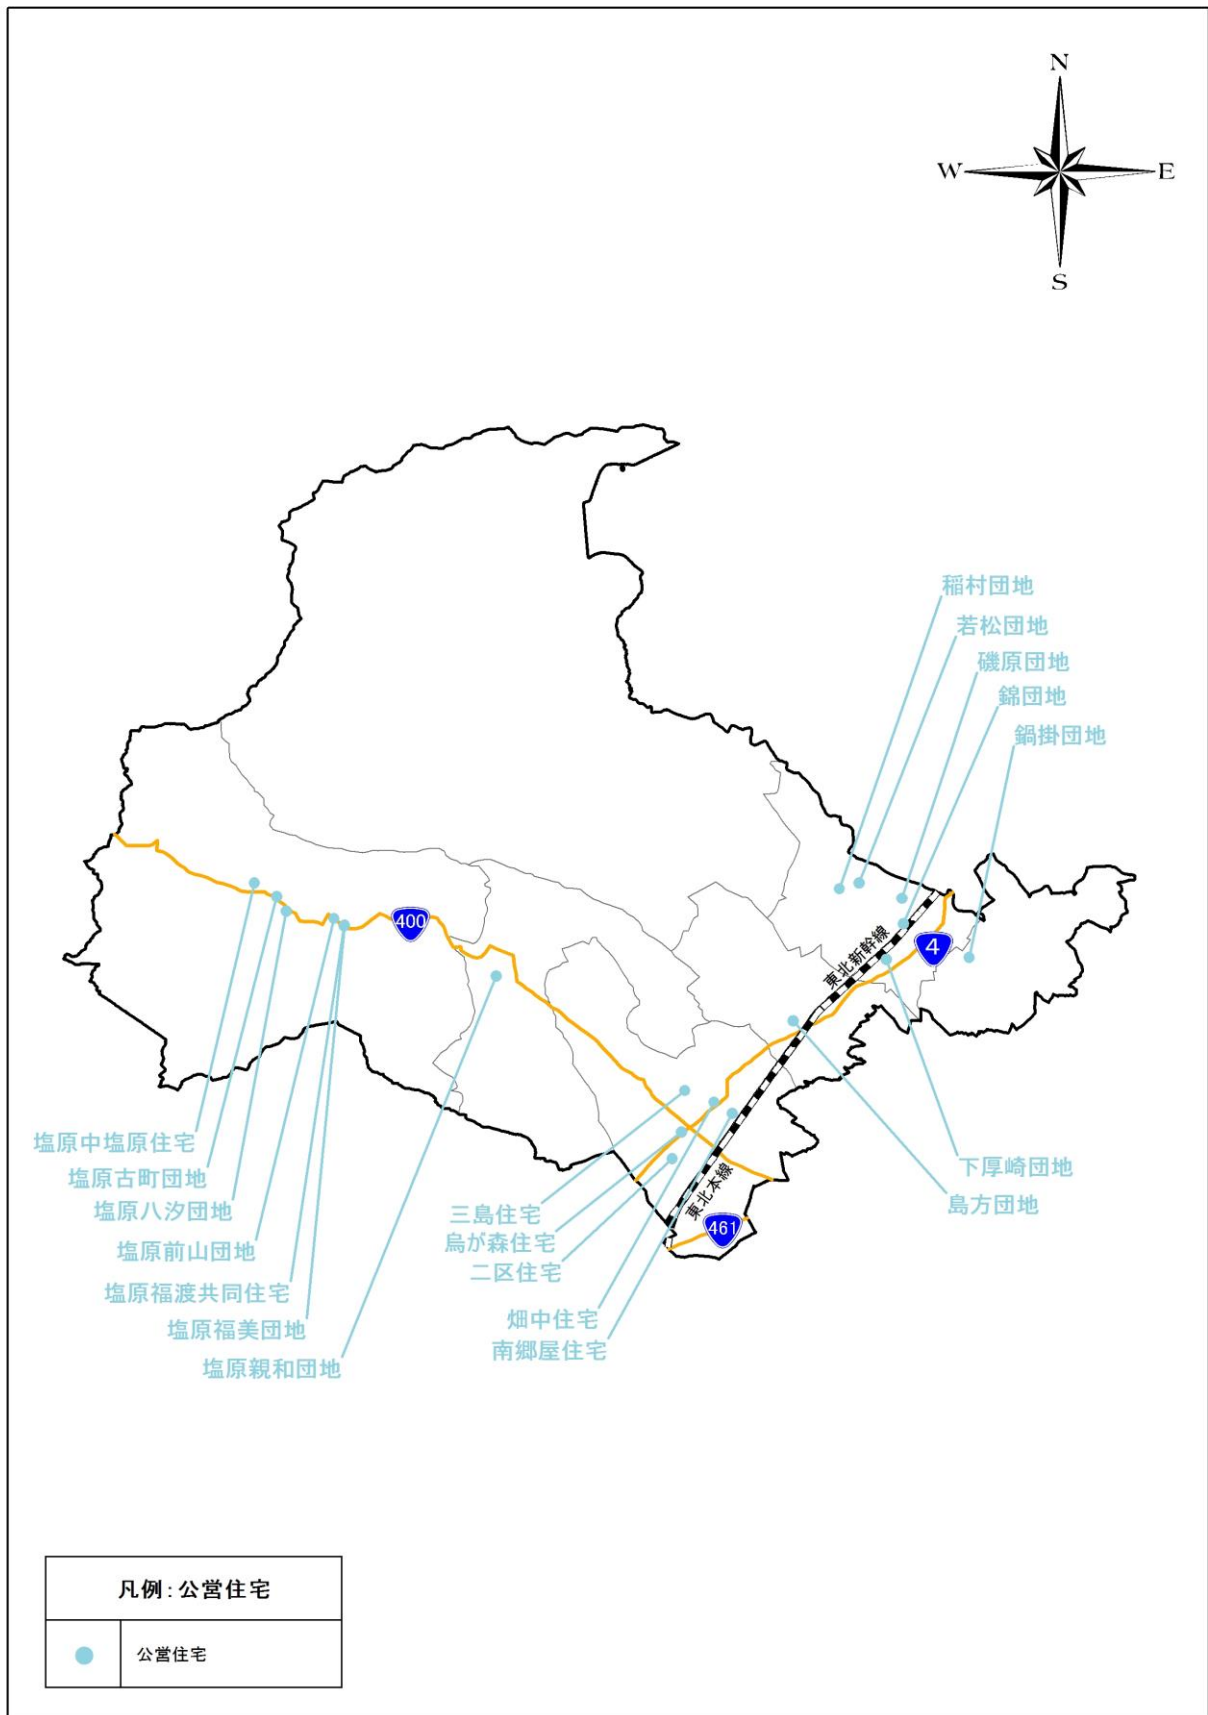 N
W
E
S
稲村団地
若松団地
磯原団地
錦団地
鍋掛団地
400
東北新幹線
4
塩原中塩原住宅
塩原古町団地
塩原八汐団地
塩原前山団地
塩原福渡共同住宅
塩原福美団地
塩原親和団地
三島住宅
烏が森住宅
二区住宅
畑中住宅
南郷屋住宅
東北本線
461
下厚崎団地
島方団地
凡例:公営住宅
公営住宅